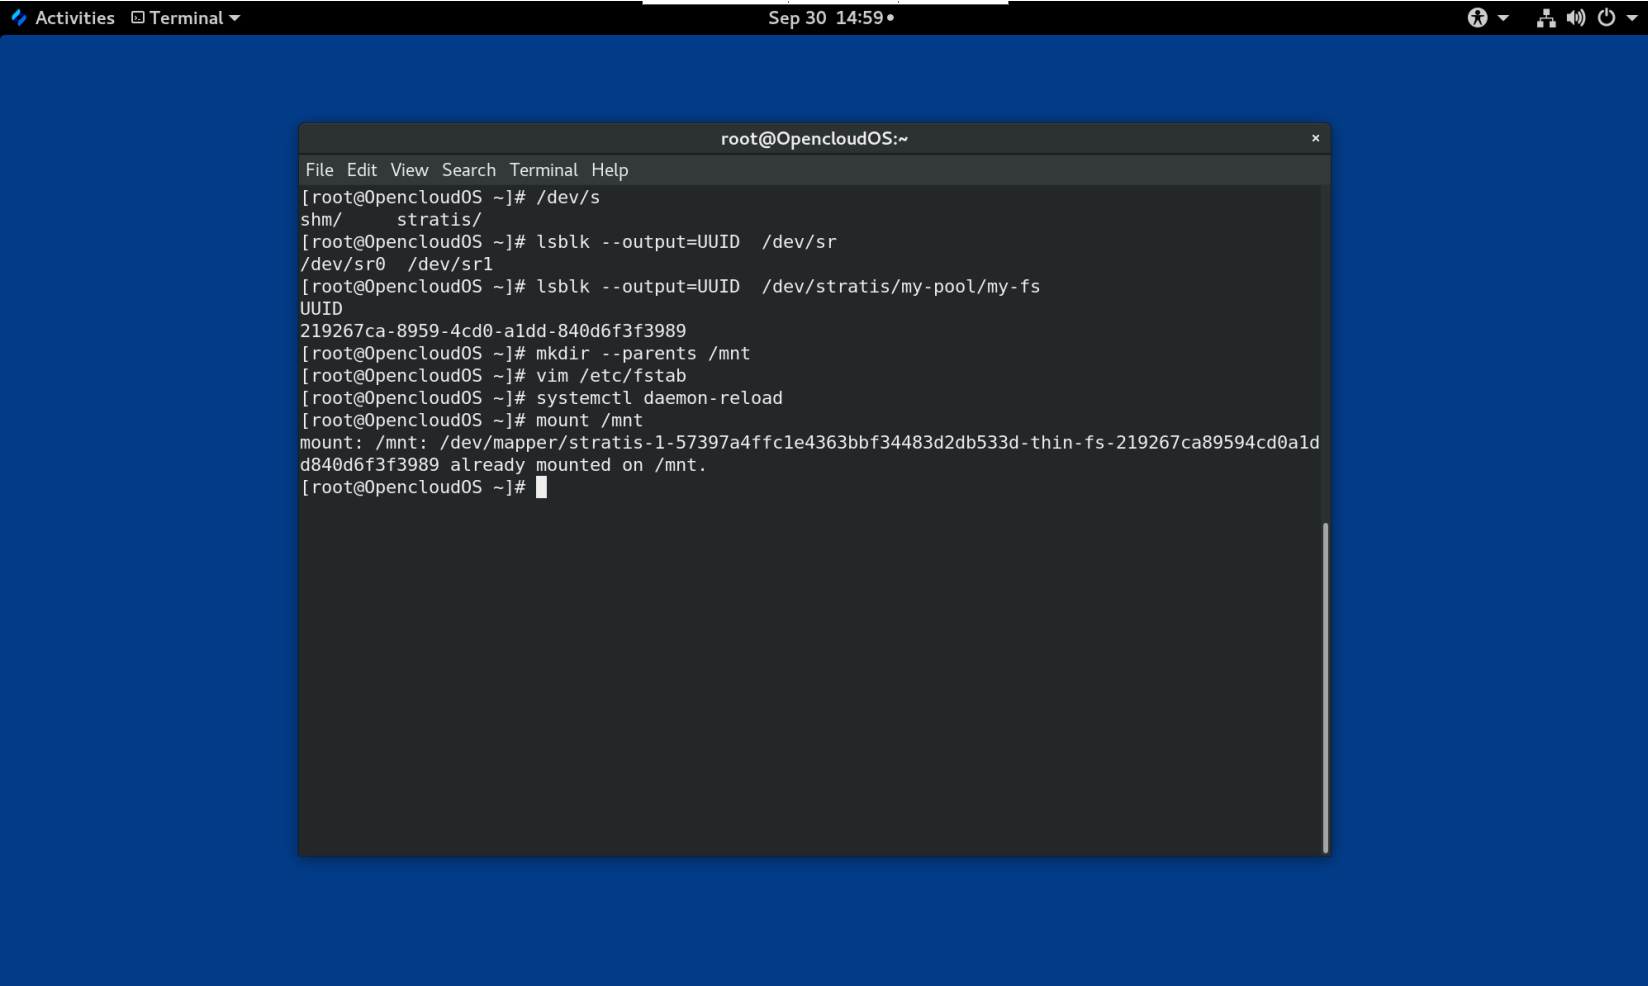 Activities Terminal Sep 30 14:59
root@OpencloudOS:~ ×
File Edit View Search Terminal Help
[root@OpencloudOS ~]# /dev/s
shm/     stratis/
[root@OpencloudOS ~]# lsblk --output=UUID  /dev/sr
/dev/sr0  /dev/sr1
[root@OpencloudOS ~]# lsblk --output=UUID  /dev/stratis/my-pool/my-fs
UUID
219267ca-8959-4cd0-a1dd-840d6f3f3989
[root@OpencloudOS ~]# mkdir --parents /mnt
[root@OpencloudOS ~]# vim /etc/fstab
[root@OpencloudOS ~]# systemctl daemon-reload
[root@OpencloudOS ~]# mount /mnt
mount: /mnt: /dev/mapper/stratis-1-57397a4ffc1e4363bbf34483d2db533d-thin-fs-219267ca89594cd0a1d
d840d6f3f3989 already mounted on /mnt.
[root@OpencloudOS ~]#